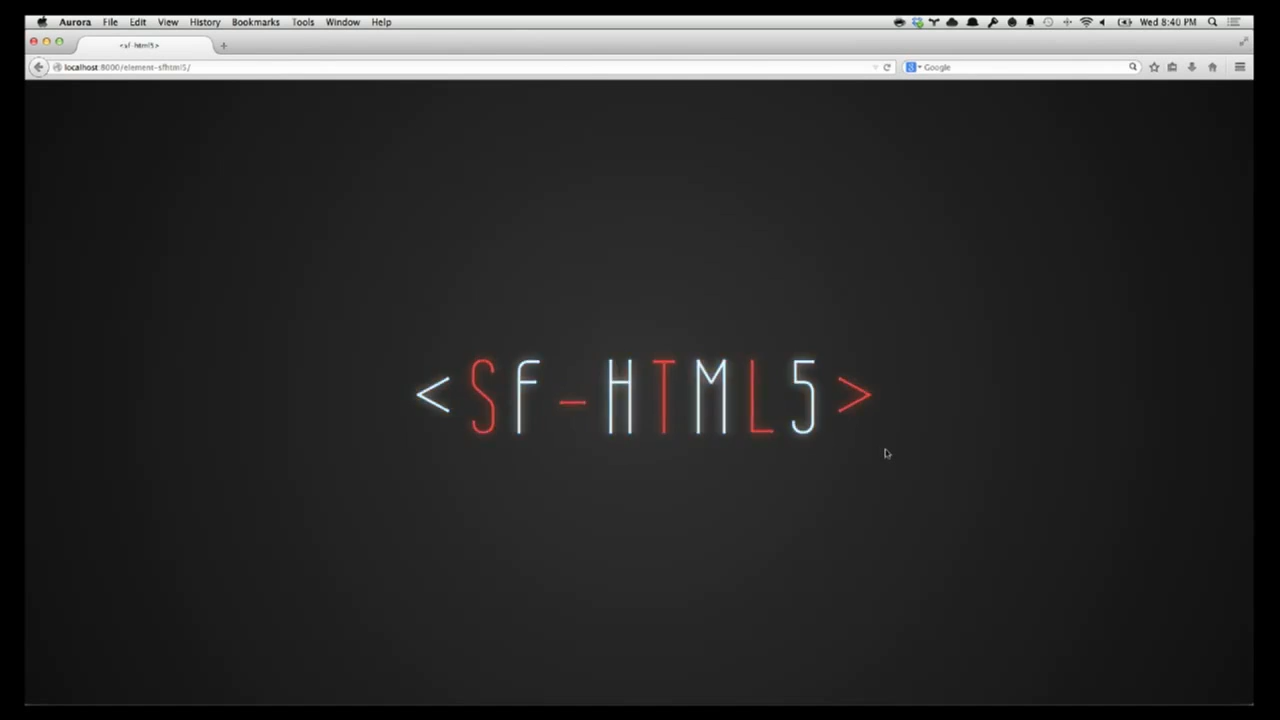 Aurora File Edit View History Bookmarks Tools Window Help Wed 8:40 PM
<sf-html5>
localhost:8000/element-sfhtml5/ Google
<SF-HTML5>